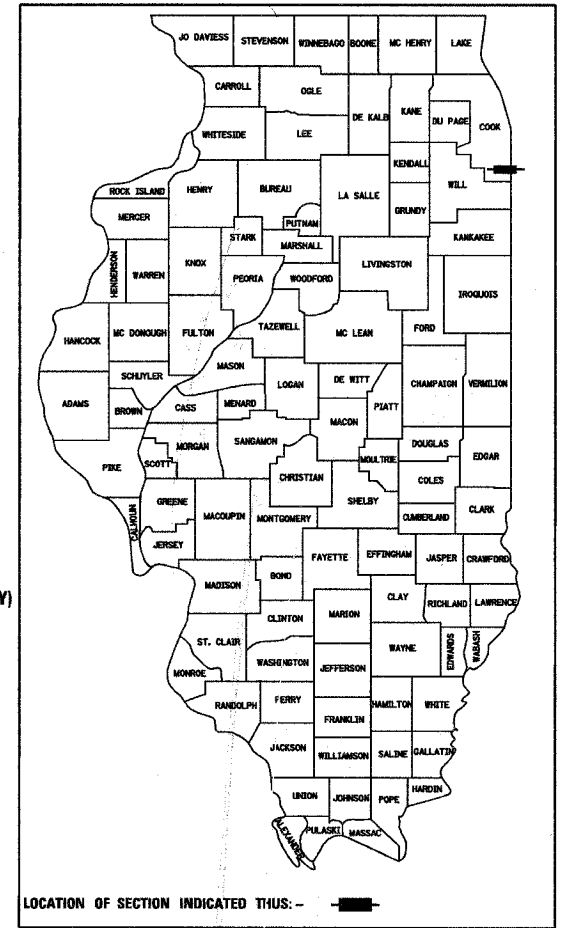 JO DAVIESS STEVENSON WINNEBAGO BOONE MC HENRY LAKE
CARROLL OGLE DE KALB KANE DU PAGE COOK
WHITESIDE LEE
KENDALL WILL
ROCK ISLAND HENRY BUREAU LA SALLE GRUNDY
MERCER PUTNAM
STARK MARSHALL KANKAKEE
HENDERSON WARREN KNOX PEORIA WOODFORD LIVINGSTON IROQUOIS
HANCOCK MC DONOUGH FULTON TAZEWELL MC LEAN FORD
MASON
SCHUYLER LOGAN DE WITT CHAMPAIGN VERMILION
ADAMS BROWN CASS MENARD MACON PIATT
MORGAN SANGAMON DOUGLAS
PIKE SCOTT MOULTRIE EDGAR
CHRISTIAN COLES
GREENE SHELBY
CALHOUN MACOUPIN MONTGOMERY CUMBERLAND CLARK
JERSEY FAYETTE EFFINGHAM JASPER CRAWFORD
MADISON BOND
CLAY RICHLAND LAWRENCE
Y)
CLINTON MARION
ST. CLAIR WAYNE EDWARDS WABASH
WASHINGTON JEFFERSON
MONROE
RANDOLPH FERRY HAMILTON WHITE
FRANKLIN
JACKSON WILLIAMSON SALINE GALLATIN
UNION JOHNSON POPE HARDIN
ALEXANDER PULASKI MASSAC
LOCATION OF SECTION INDICATED THUS:-